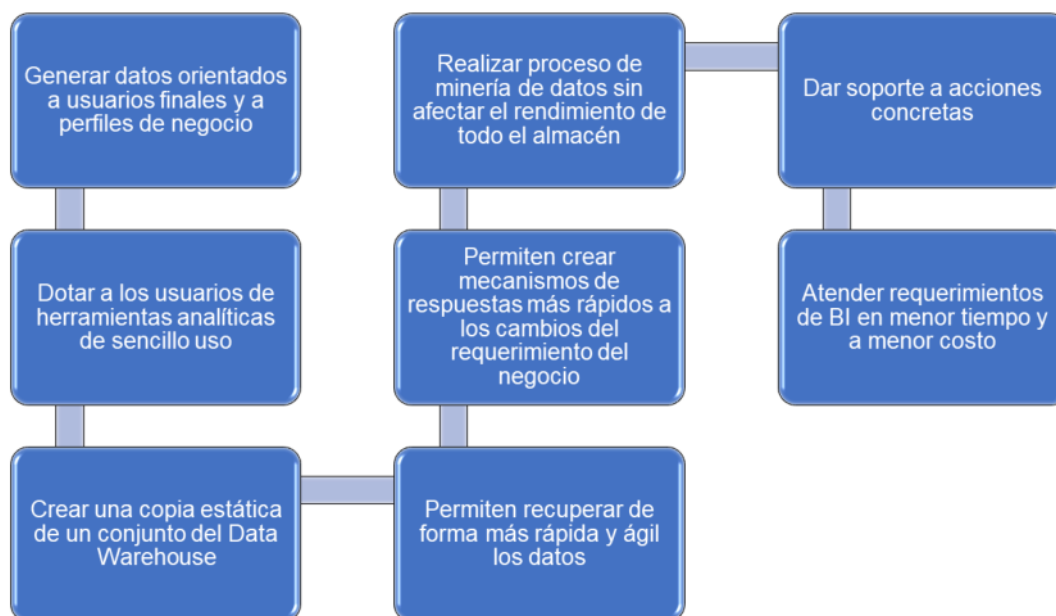 Generar datos orientados
a usuarios finales y a
perfiles de negocio
Dotar a los usuarios de
herramientas analíticas
de sencillo uso
Crear una copia estática
de un conjunto del Data
Warehouse
Permiten recuperar de
forma más rápida y ágil
los datos
Permiten crear
mecanismos de
respuestas más rápidos a
los cambios del
requerimiento del
negocio
Realizar proceso de
minería de datos sin
afectar el rendimiento de
todo el almacén
Dar soporte a acciones
concretas
Atender requerimientos
de BI en menor tiempo y
a menor costo